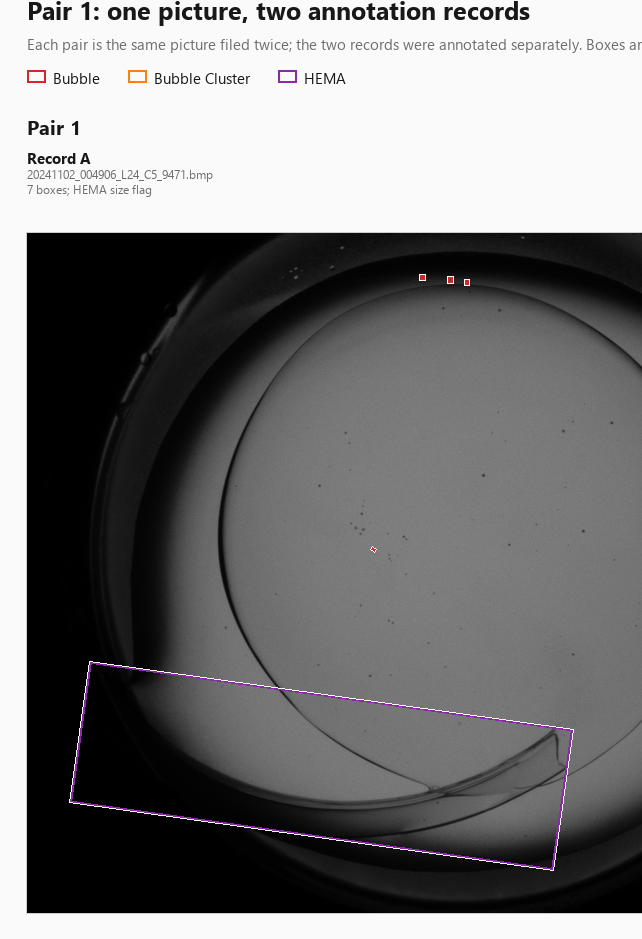 Pair 1: one picture, two annotation records
Each pair is the same picture filed twice; the two records were annotated separately. Boxes
Bubble
Bubble Cluster
HEMA
Pair 1
Record A
20241102_004906_L24_C5_9471.bmp
7 boxes; HEMA size flag